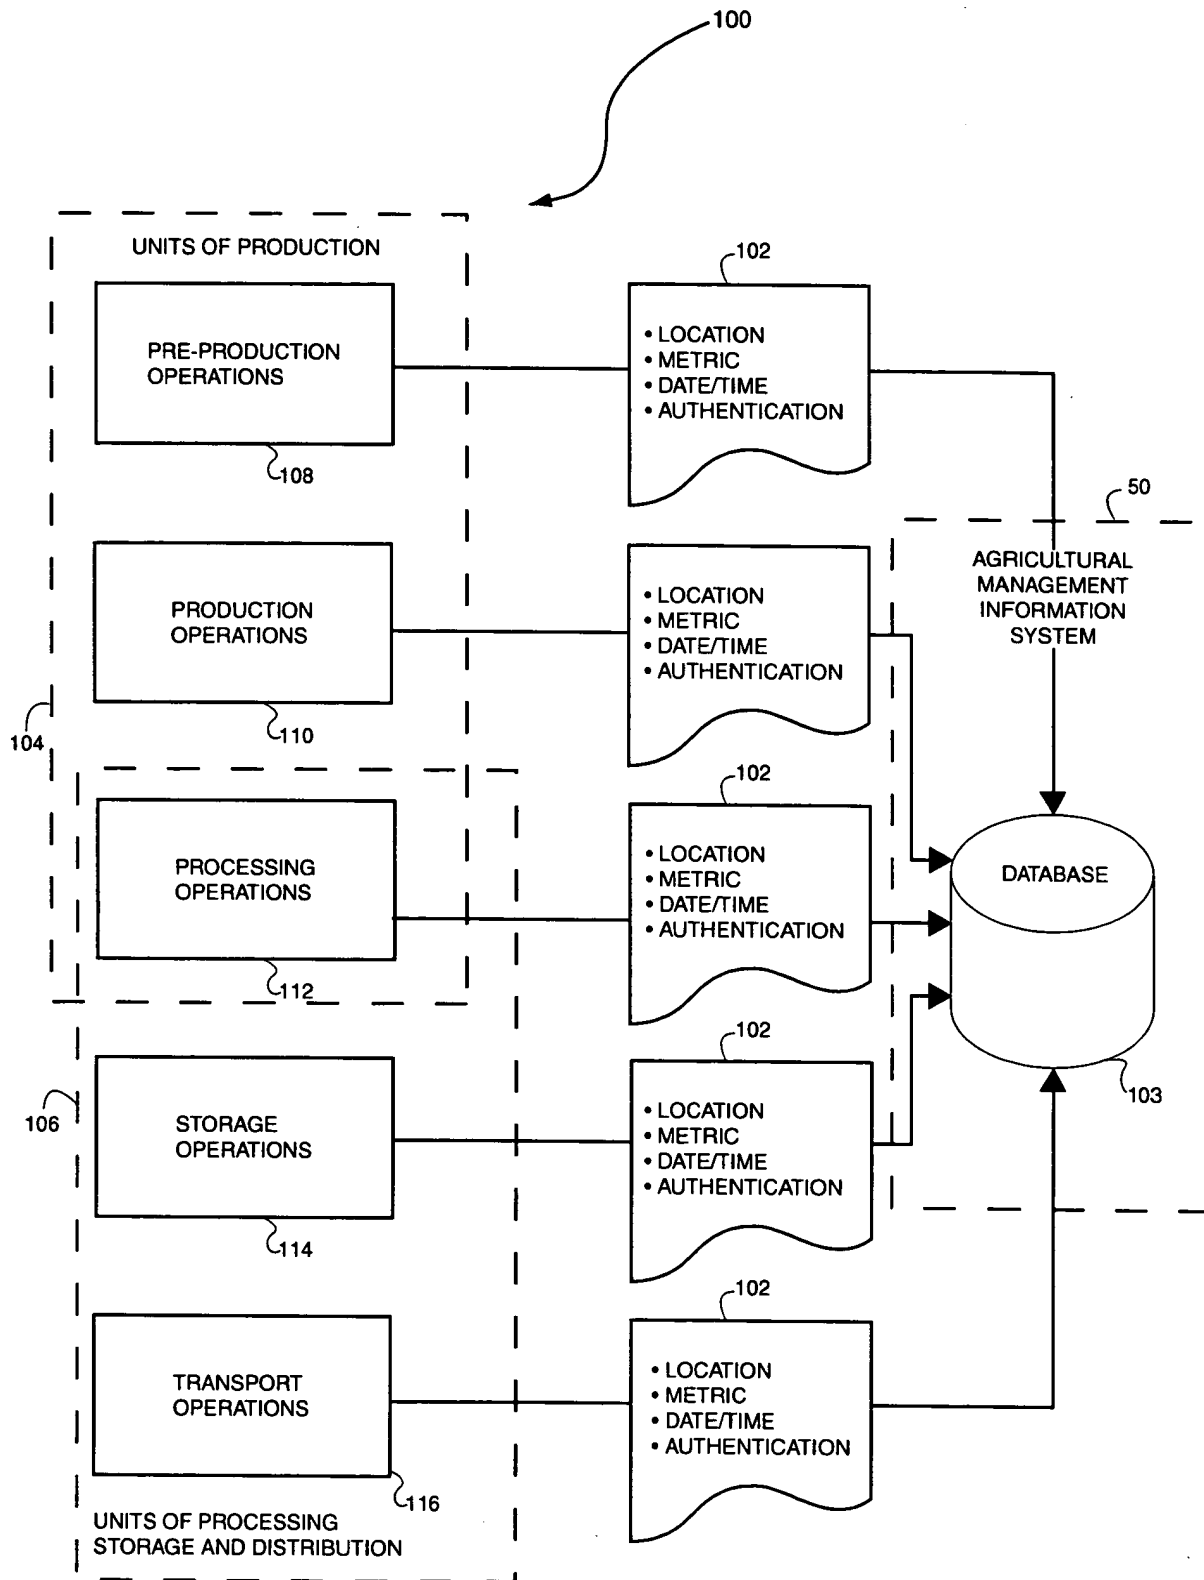 100
UNITS OF PRODUCTION
102
PRE-PRODUCTION
OPERATIONS
• LOCATION
• METRIC
• DATE/TIME
• AUTHENTICATION
108
50
AGRICULTURAL
MANAGEMENT
INFORMATION
SYSTEM
PRODUCTION
OPERATIONS
• LOCATION
• METRIC
• DATE/TIME
• AUTHENTICATION
104
110
102
PROCESSING
OPERATIONS
• LOCATION
• METRIC
• DATE/TIME
• AUTHENTICATION
DATABASE
112
102
103
106
STORAGE
OPERATIONS
• LOCATION
• METRIC
• DATE/TIME
• AUTHENTICATION
114
102
TRANSPORT
OPERATIONS
• LOCATION
• METRIC
• DATE/TIME
• AUTHENTICATION
116
UNITS OF PROCESSING
STORAGE AND DISTRIBUTION